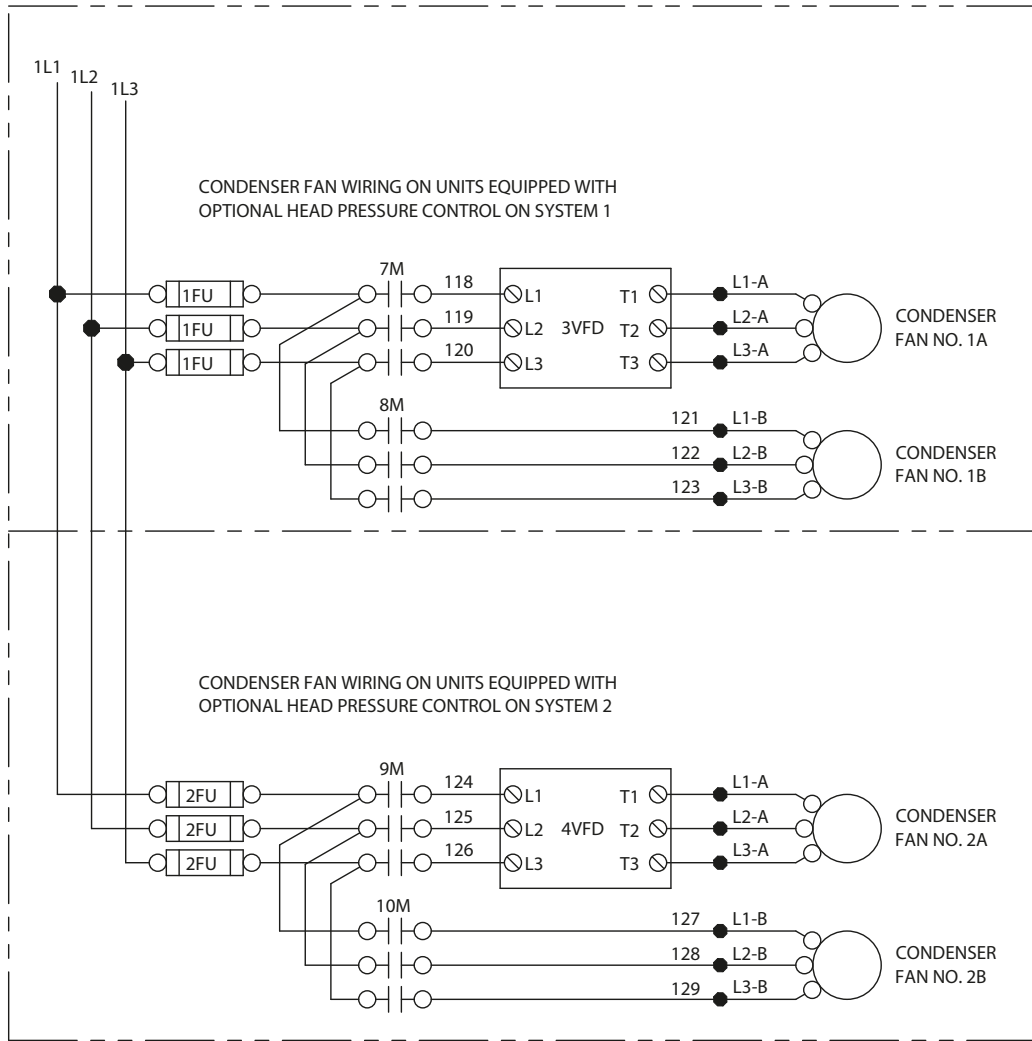 1L1
1L2
1L3
CONDENSER FAN WIRING ON UNITS EQUIPPED WITH
OPTIONAL HEAD PRESSURE CONTROL ON SYSTEM 1
7M
1FU
118
L1
T1
L1-A
1FU
119
L2
3VFD
T2
L2-A
1FU
120
L3
T3
L3-A
CONDENSER
FAN NO. 1A
8M
121
L1-B
122
L2-B
123
L3-B
CONDENSER
FAN NO. 1B
CONDENSER FAN WIRING ON UNITS EQUIPPED WITH
OPTIONAL HEAD PRESSURE CONTROL ON SYSTEM 2
9M
2FU
124
L1
T1
L1-A
2FU
125
L2
4VFD
T2
L2-A
2FU
126
L3
T3
L3-A
CONDENSER
FAN NO. 2A
10M
127
L1-B
128
L2-B
129
L3-B
CONDENSER
FAN NO. 2B